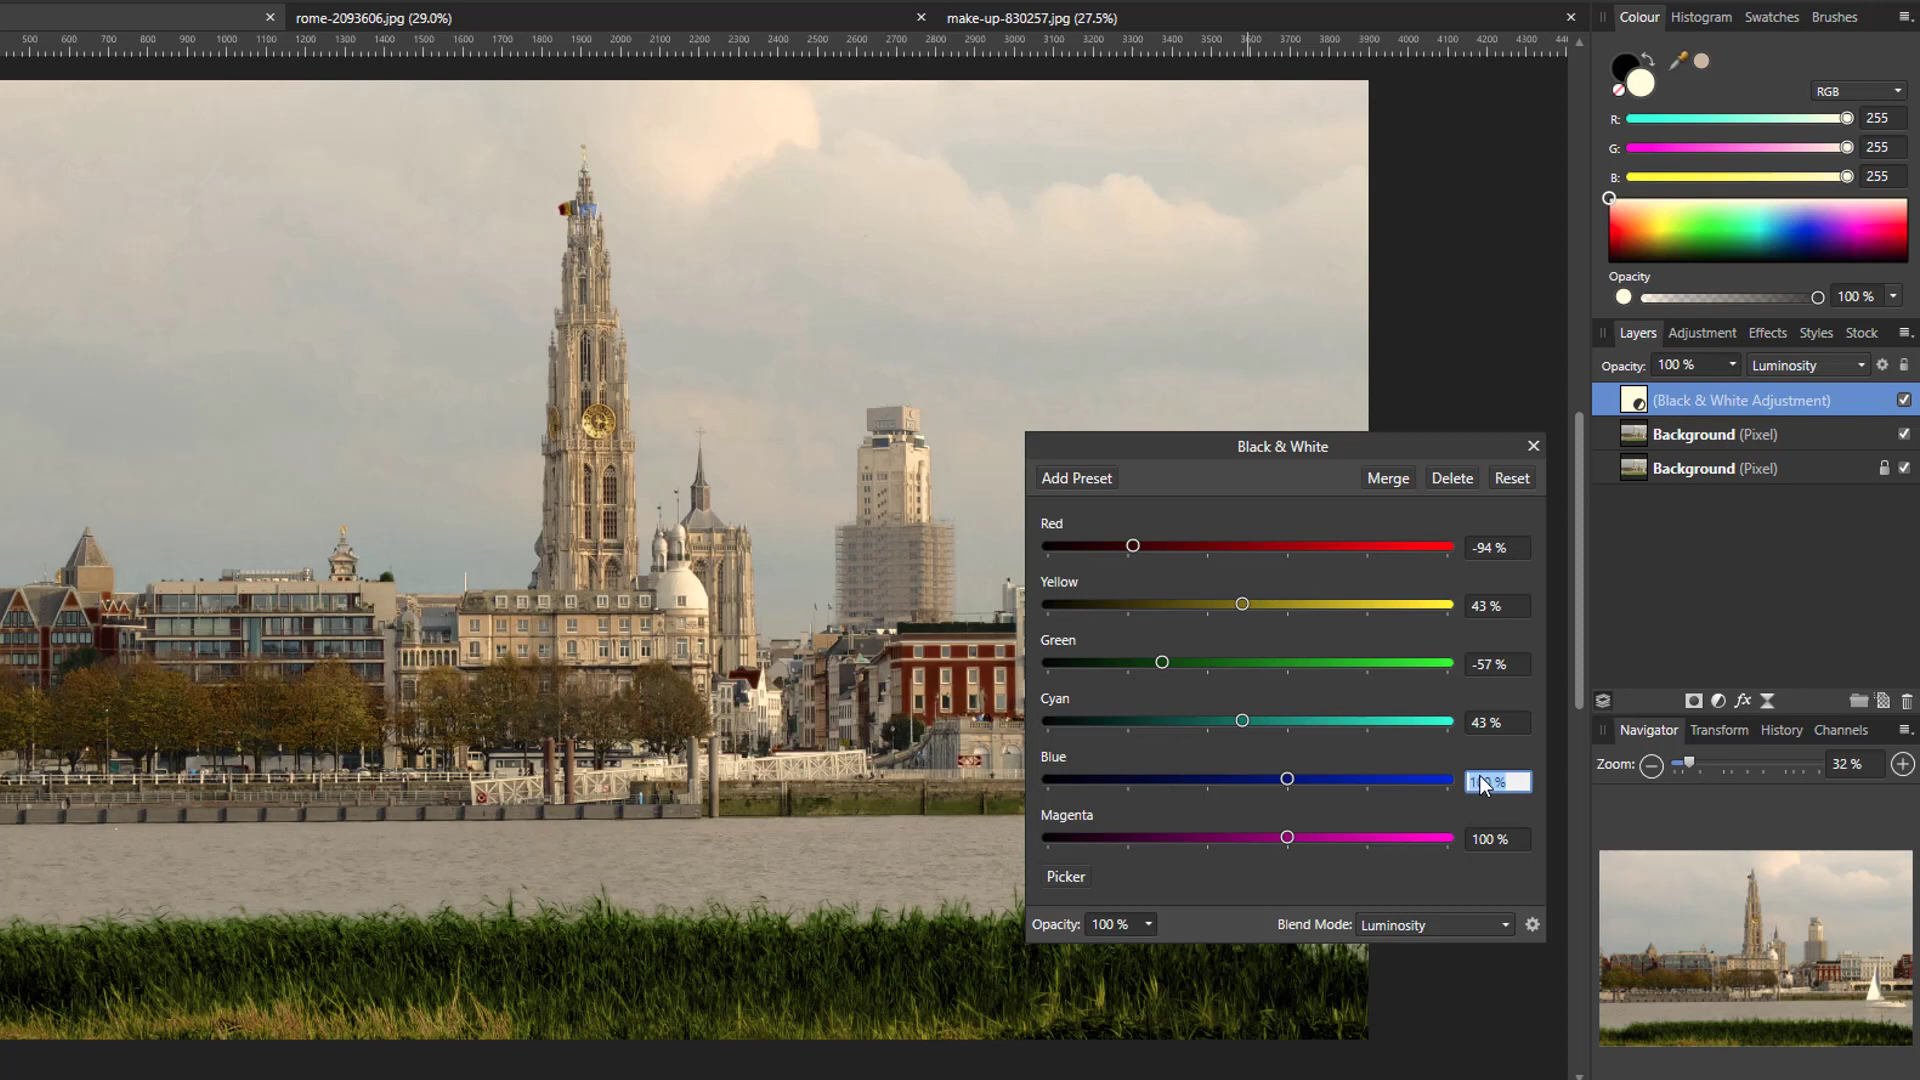 rome-2093606.jpg (29.0%)
make-up-830257.jpg (27.5%)
Colour Histogram Swatches Brushes
500 600 700 800 900 1000 1100 1200 1300 1400 1500 1600 1700 1800 1900 2000 2100 2200 2300 2400 2500 2600 2700 2800 2900 3000 3100 3200 3300 3400 3500 3600 3700 3800 3900 4000 4100 4200 4300
RGB
R: 255
G: 255
B: 255
Opacity
100 %
Layers Adjustment Effects Styles Stock
Opacity: 100 % Luminosity
(Black & White Adjustment)
Background (Pixel)
Background (Pixel)
Black & White
Add Preset Merge Delete Reset
Red
-94 %
Yellow
43 %
Green
-57 %
Cyan
43 %
Blue
Magenta
100 %
Picker
Opacity: 100 % Blend Mode: Luminosity
fx
Navigator Transform History Channels
Zoom: 32 %